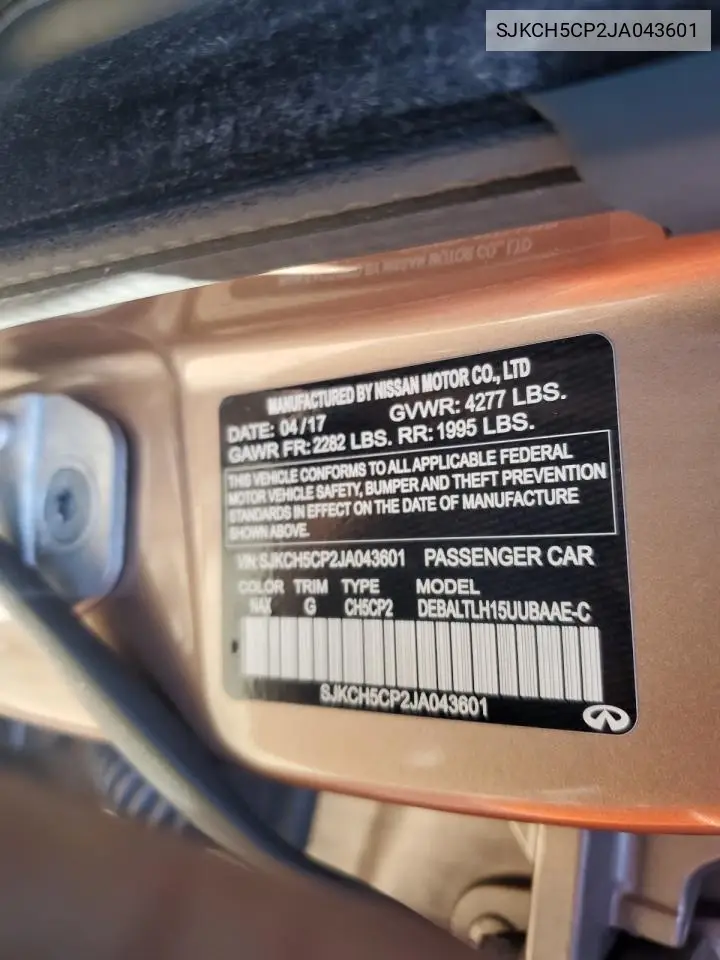 SJKCH5CP2JA043601
MANUFACTURED BY NISSAN MOTOR CO., LTD
DATE: 04/17 GVWR: 4277 LBS.
GAWR FR: 2282 LBS. RR: 1995 LBS.
THIS VEHICLE CONFORMS TO ALL APPLICABLE FEDERAL
MOTOR VEHICLE SAFETY, BUMPER AND THEFT PREVENTION
STANDARDS IN EFFECT ON THE DATE OF MANUFACTURE
SHOWN ABOVE.
VIN: SJKCH5CP2JA043601 PASSENGER CAR
COLOR TRIM TYPE MODEL
NAX G CH5CP2 DEBALTLH15UUBAAE-C
SJKCH5CP2JA043601